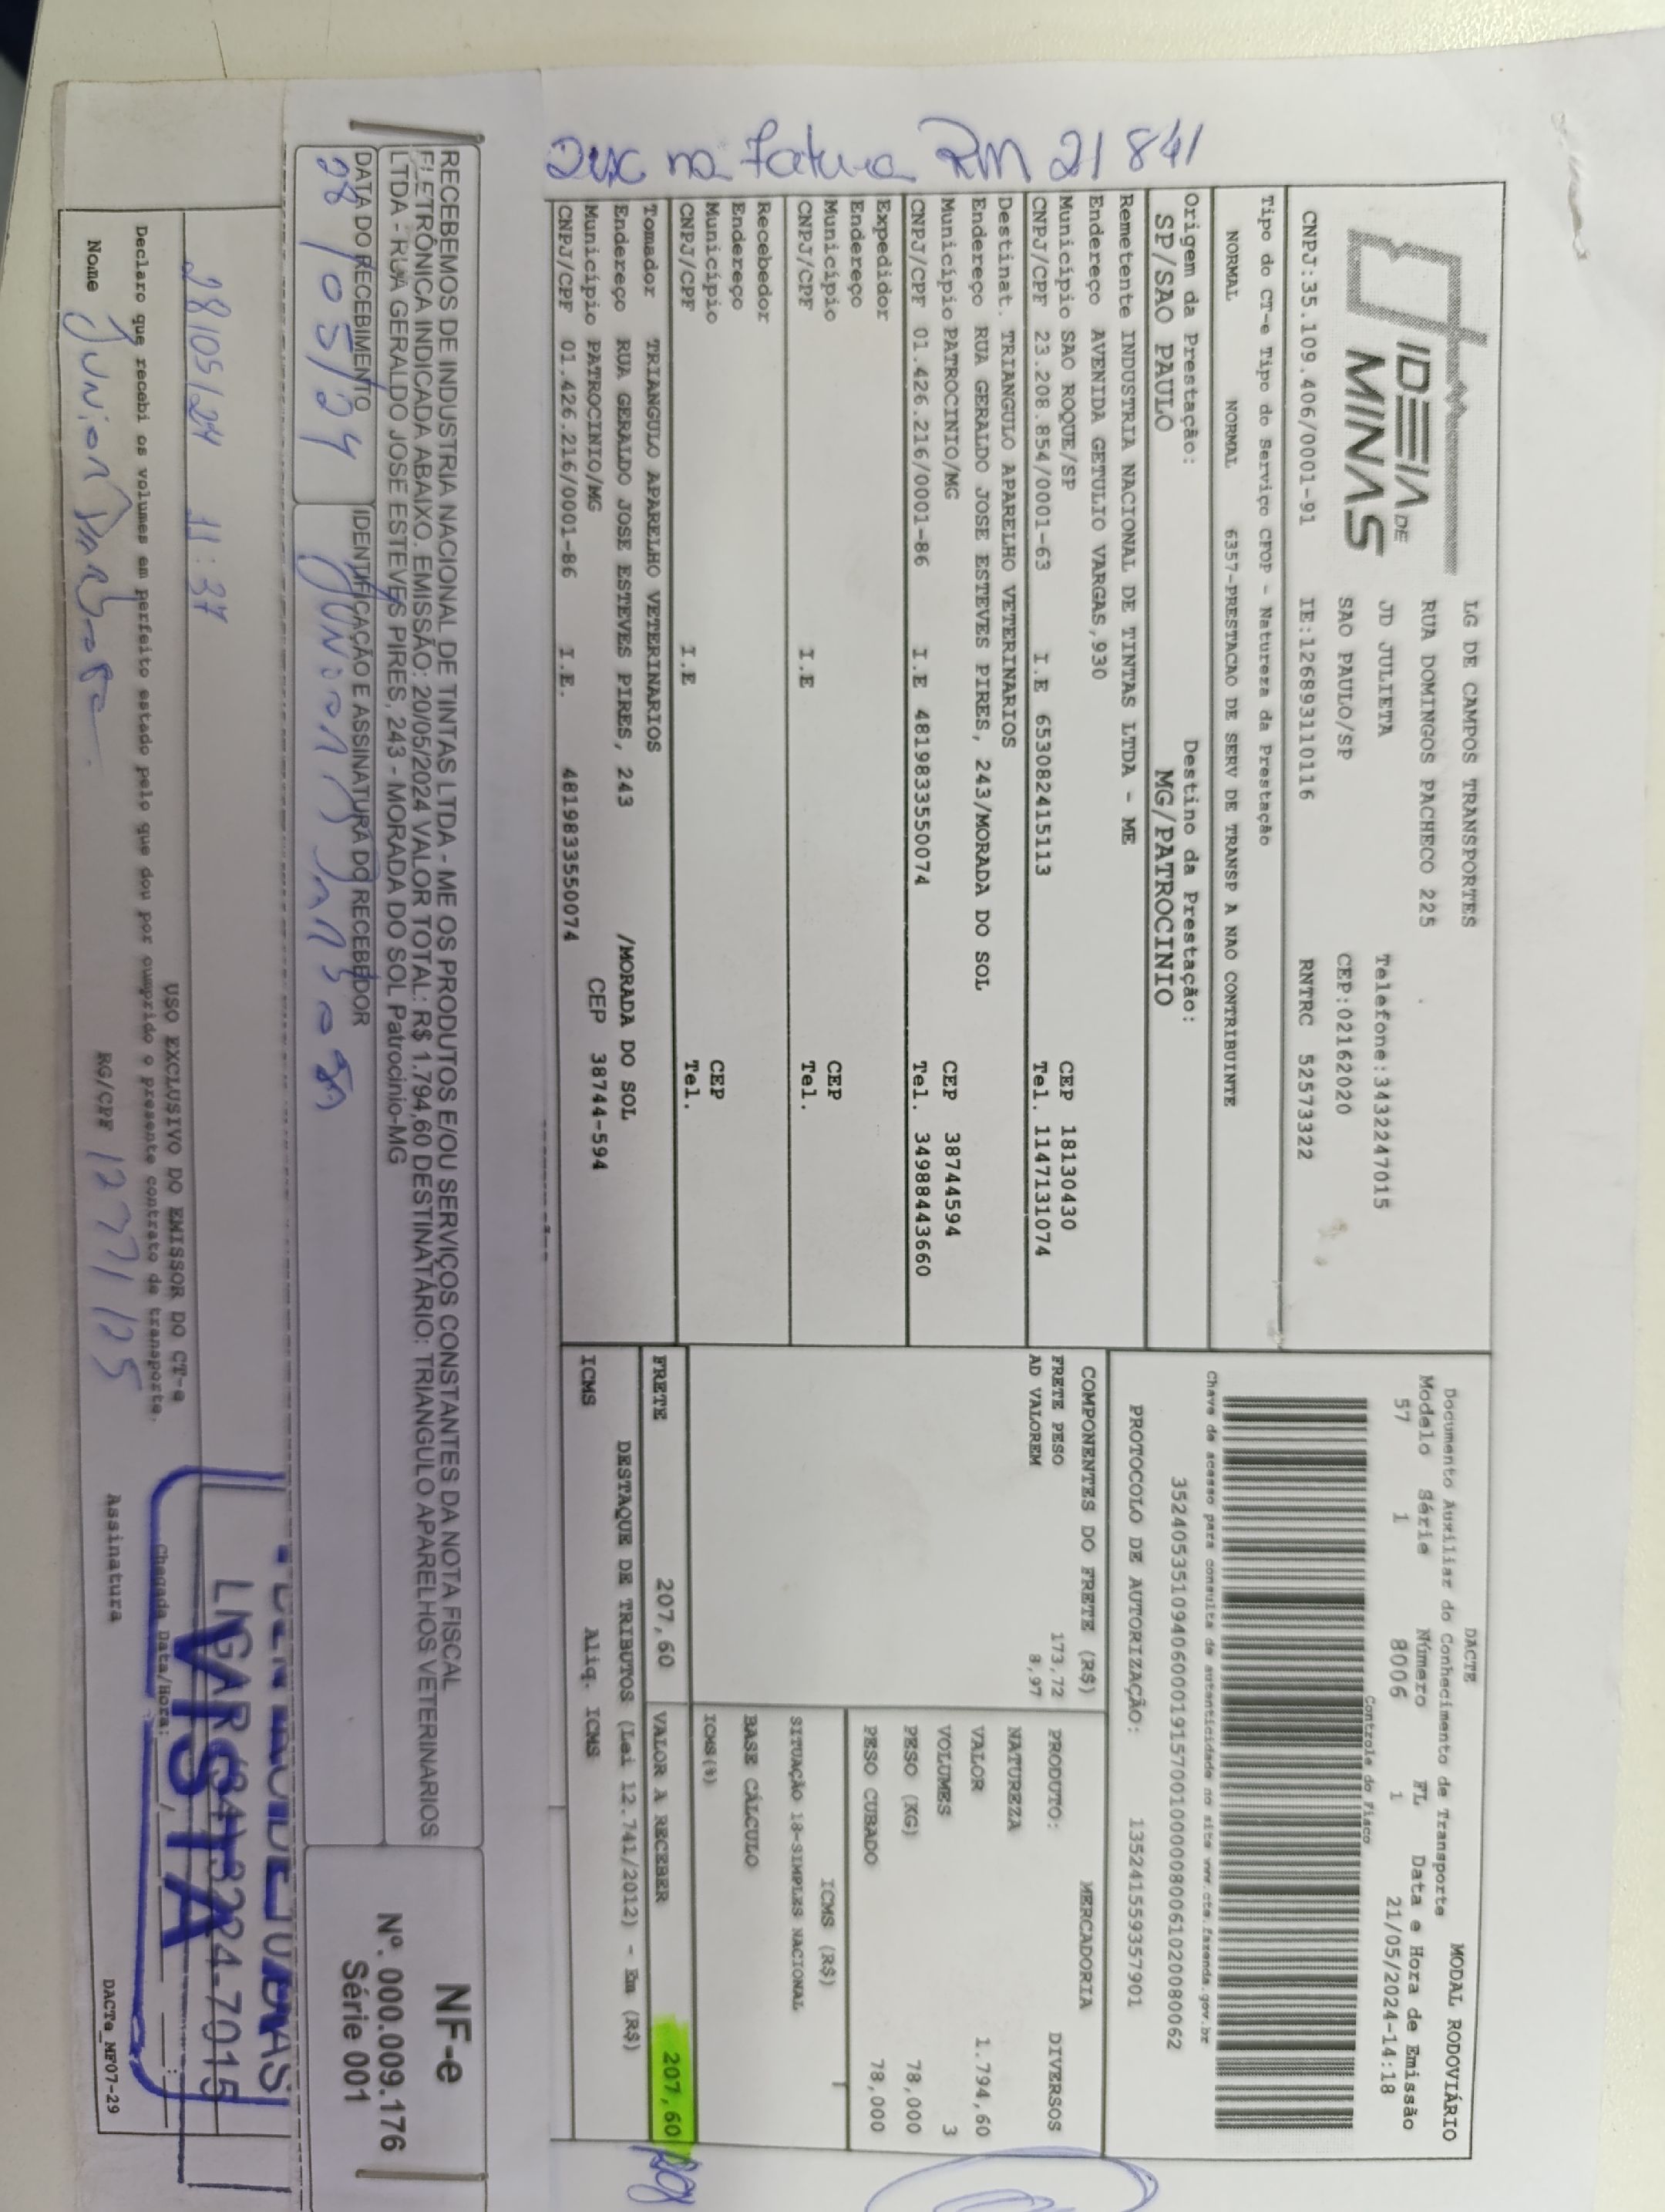 Duc na fatura RM 21841
IDEIA DE
MINAS
LG DE CAMPOS TRANSPORTES
RUA DOMINGOS PACHECO 225
JD JULIETA Telefone:3432247015
SAO PAULO/SP CEP:02162020
CNPJ:35.109.406/0001-91 IE:126893110116 RNTRC 52573322
DACTE MODAL RODOVIÁRIO
Documento Auxiliar do Conhecimento de Transporte
Modelo Série Número FL Data e Hora de Emissão
57 1 8006 1 21/05/2024-14:18
Controle do Fisco
Chave de acesso para consulta de autenticidade no site www.cte.fazenda.gov.br
35240535109406000191570010000080061020080062
PROTOCOLO DE AUTORIZAÇÃO: 135241559357901
Tipo do CT-e Tipo do Serviço CFOP - Natureza da Prestação
NORMAL NORMAL 6357-PRESTACAO DE SERV DE TRANSP A NAO CONTRIBUINTE
Origem da Prestação: Destino da Prestação:
SP/SAO PAULO MG/PATROCINIO
Remetente INDUSTRIA NACIONAL DE TINTAS LTDA - ME
Endereço AVENIDA GETULIO VARGAS,930
Município SAO ROQUE/SP CEP 18130430
CNPJ/CPF 23.208.854/0001-63 I.E 653082415113 Tel. 1147131074
Destinat. TRIANGULO APARELHO VETERINARIOS
Endereço RUA GERALDO JOSE ESTEVES PIRES, 243/MORADA DO SOL
Município PATROCINIO/MG CEP 38744594
CNPJ/CPF 01.426.216/0001-86 I.E 4819833550074 Tel. 34988443660
Expedidor
Endereço
Município CEP
CNPJ/CPF I.E Tel.
Recebedor
Endereço
Município CEP
CNPJ/CPF I.E Tel.
Tomador TRIANGULO APARELHO VETERINARIOS
Endereço RUA GERALDO JOSE ESTEVES PIRES, 243 /MORADA DO SOL
Município PATROCINIO/MG CEP 38744-594
CNPJ/CPF 01.426.216/0001-86 I.E. 4819833550074
COMPONENTES DO FRETE (R$)
FRETE PESO 173,72
AD VALOREM 8,97
MERCADORIA
PRODUTO: DIVERSOS
NATUREZA
VALOR 1.794,60
VOLUMES 3
PESO (KG) 78,000
PESO CUBADO 78,000
ICMS (R$)
SITUAÇÃO 18-SIMPLES NACIONAL
BASE CÁLCULO
ICMS(%)
FRETE 207,60 VALOR A RECEBER 207,60
DESTAQUE DE TRIBUTOS (Lei 12.741/2012) - Em (R$)
ICMS Aliq. ICMS
RECEBEMOS DE INDUSTRIA NACIONAL DE TINTAS LTDA - ME OS PRODUTOS E/OU SERVIÇOS CONSTANTES DA NOTA FISCAL
ELETRÔNICA INDICADA ABAIXO. EMISSÃO: 20/05/2024 VALOR TOTAL: R$ 1.794,60 DESTINATÁRIO: TRIANGULO APARELHOS VETERINARIOS
LTDA - RUA GERALDO JOSE ESTEVES PIRES, 243 - MORADA DO SOL Patrocinio-MG
DATA DO RECEBIMENTO IDENTIFICAÇÃO E ASSINATURA DO RECEBEDOR
28/05/24 Junior
NF-e
Nº. 000.009.176
Série 001
28/05/24 11:37
USO EXCLUSIVO DO EMISSOR DO CT-e
Declaro que recebi os volumes em perfeito estado pelo que dou por cumprido o presente contrato de transporte.
Chegada Data/Hora:
Nome Junior RG/CPF 1277125 Assinatura
LIGAR (34) 3224-7015
VISTA
DACTe_MF07-29